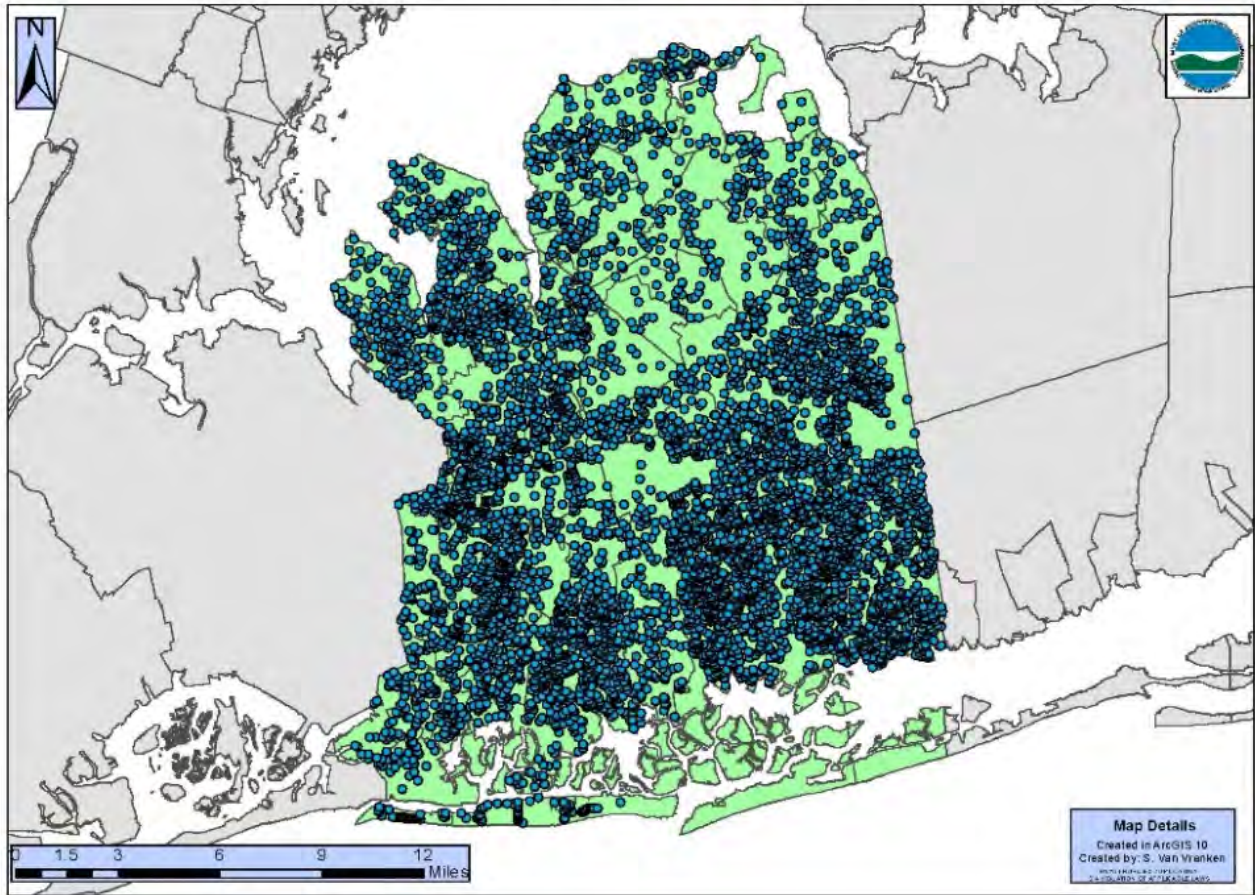 N
0 1.5 3 6 9 12
Miles
Map Details
Created in ArcGIS 10
Created by: S. Van Vranken